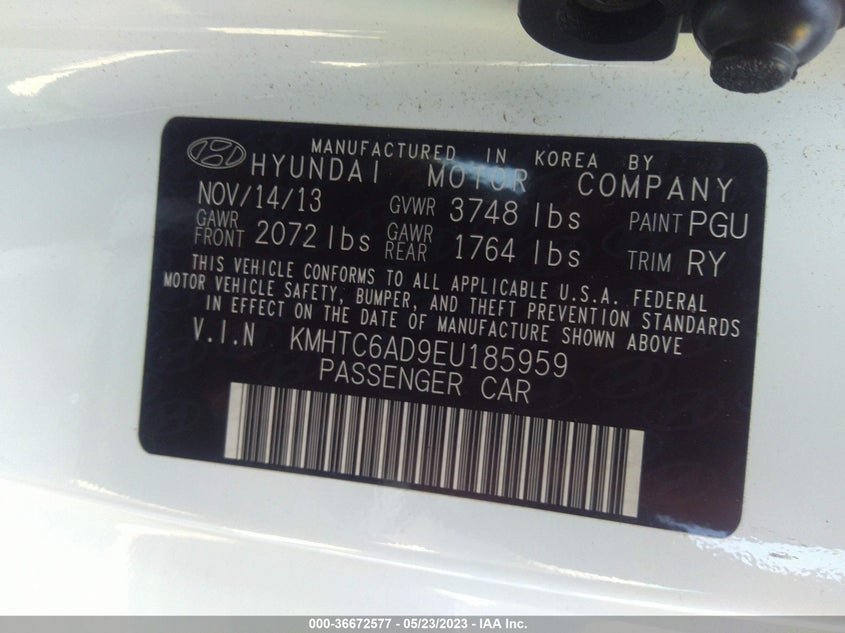 MANUFACTURED IN KOREA BY
HYUNDAI MOTOR COMPANY
NOV/14/13 GVWR 3748 lbs PAINT PGU
GAWR FRONT 2072 lbs GAWR REAR 1764 lbs TRIM RY
THIS VEHICLE CONFORMS TO ALL APPLICABLE U.S.A. FEDERAL
MOTOR VEHICLE SAFETY, BUMPER, AND THEFT PREVENTION STANDARDS
IN EFFECT ON THE DATE OF MANUFACTURE SHOWN ABOVE
V.I.N KMHTC6AD9EU185959
PASSENGER CAR
000-36672577 - 05/23/2023 - IAA Inc.